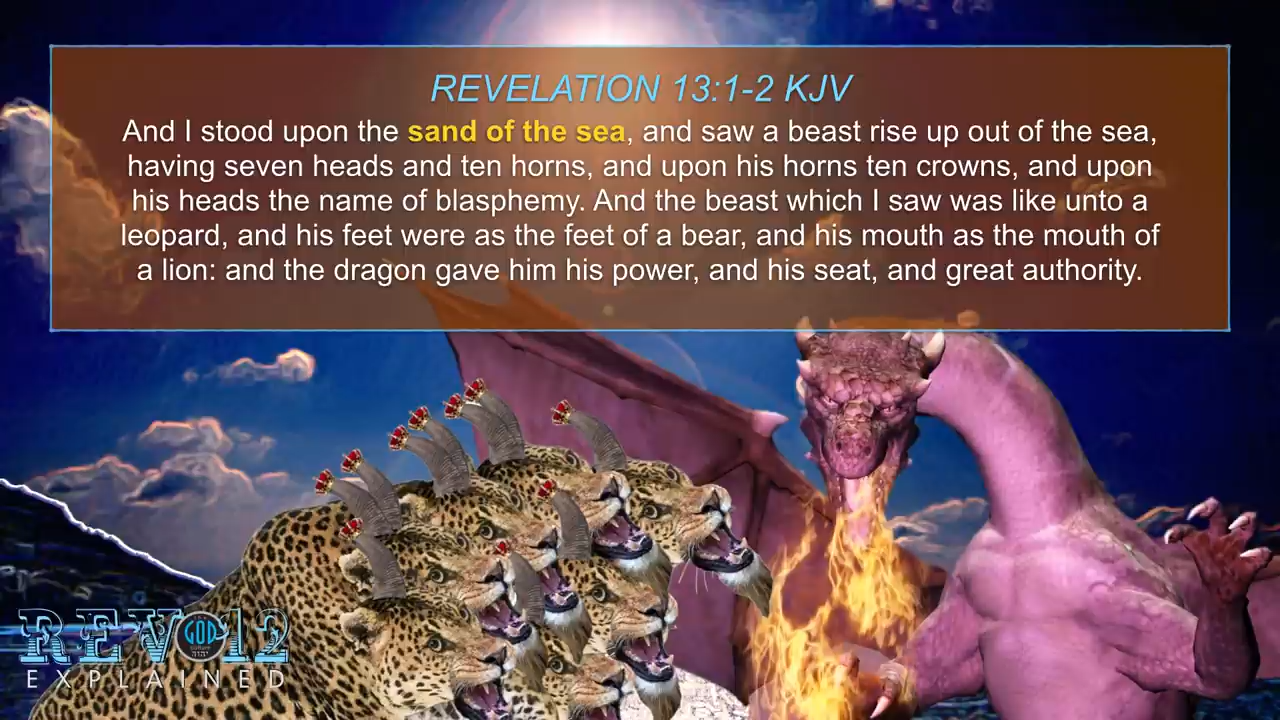 REVELATION 13:1-2 KJV
And I stood upon the sand of the sea, and saw a beast rise up out of the sea,
having seven heads and ten horns, and upon his horns ten crowns, and upon
his heads the name of blasphemy. And the beast which I saw was like unto a
leopard, and his feet were as the feet of a bear, and his mouth as the mouth of
a lion: and the dragon gave him his power, and his seat, and great authority.
REV 12
GOD
culture
יהוה
EXPLAINED